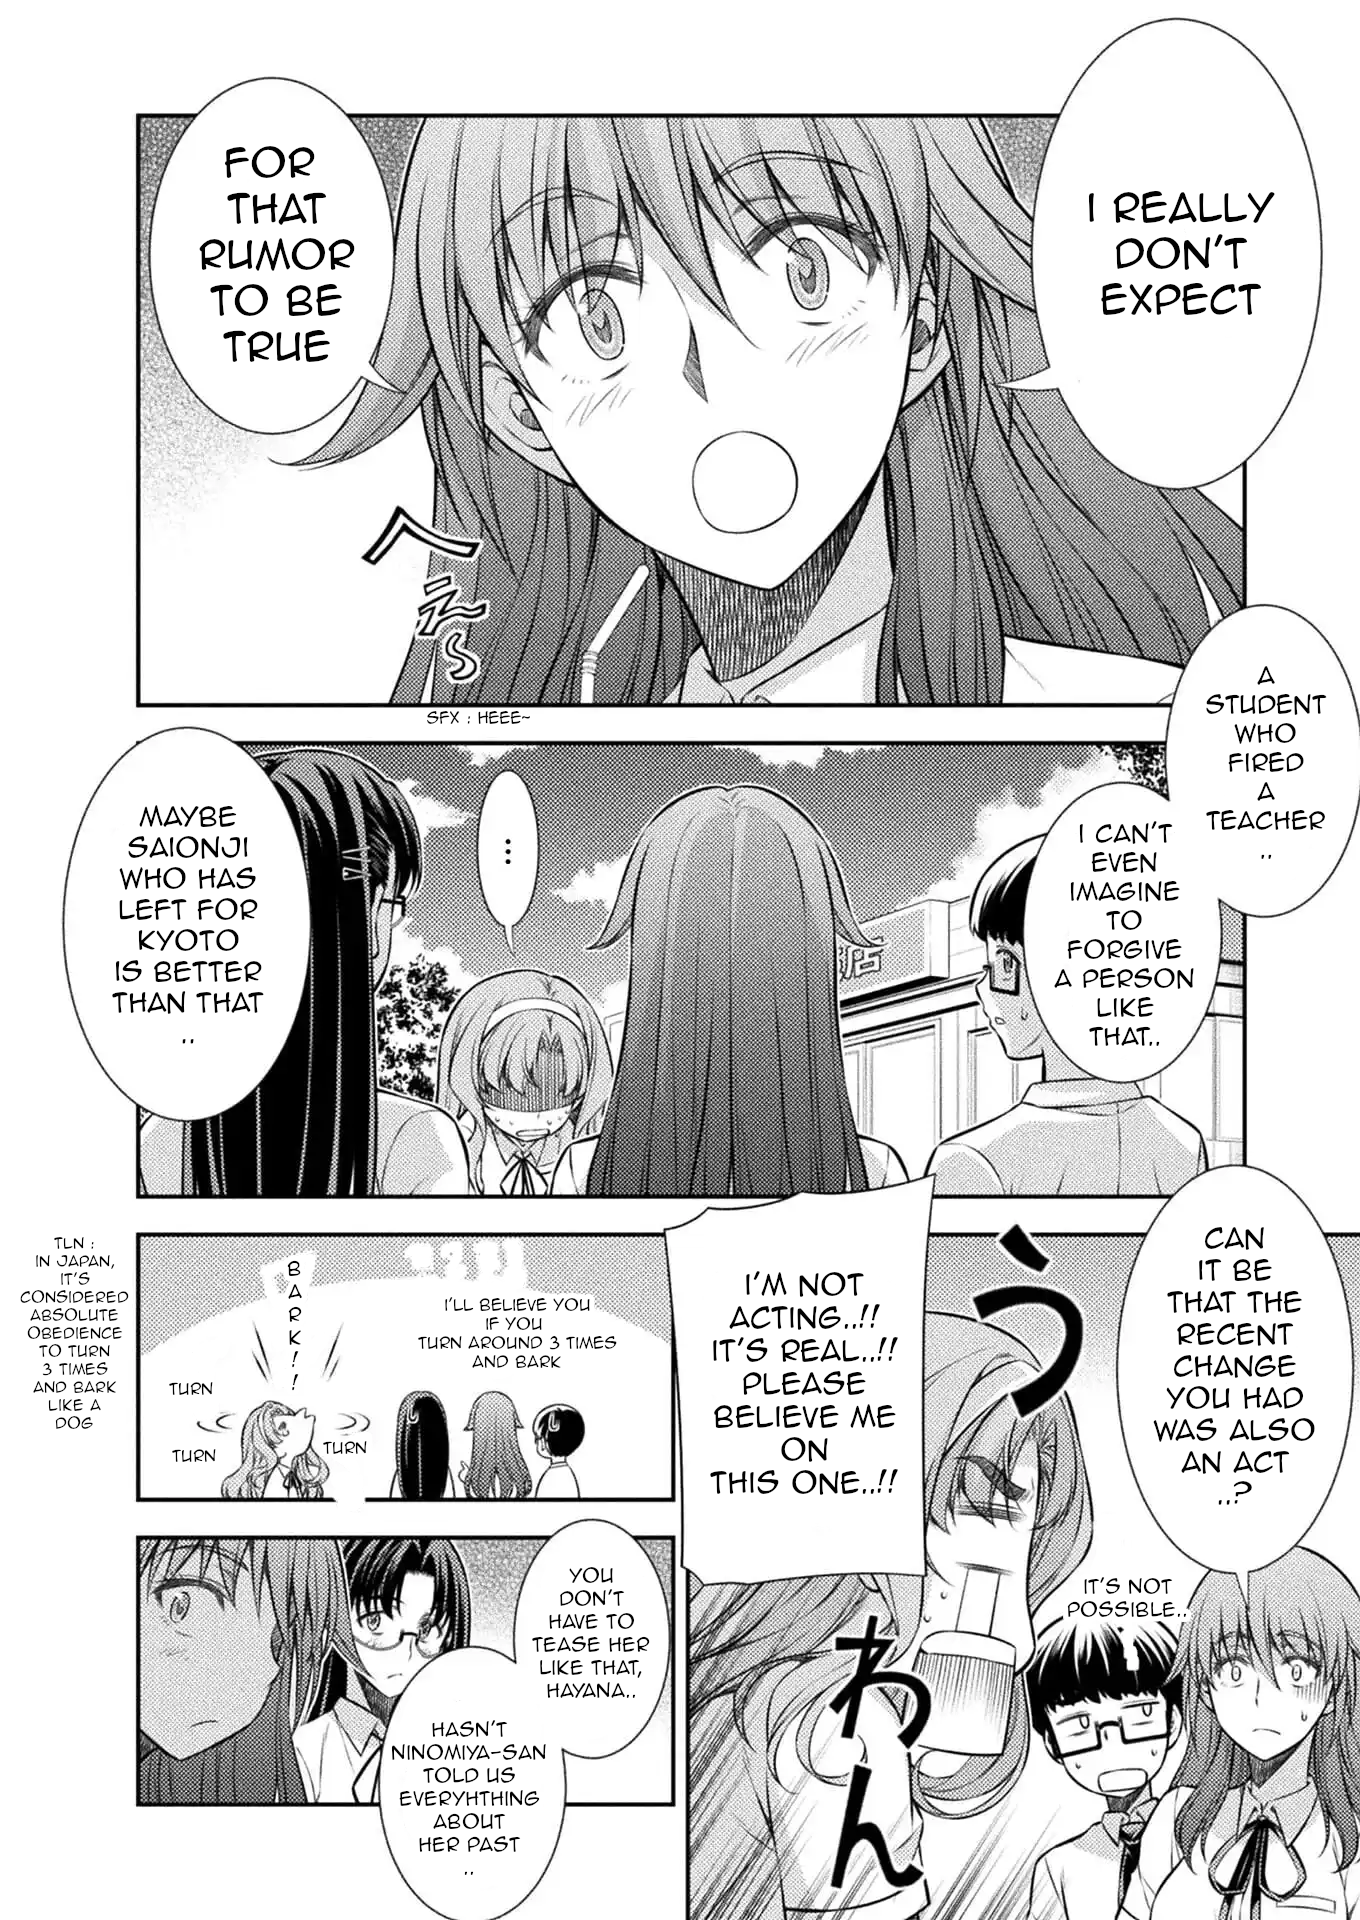 I REALLY
DON'T
EXPECT
FOR
THAT
RUMOR
TO BE
TRUE
へえ~
SFX : HEEE~
A
STUDENT
WHO
FIRED
A
TEACHER
..
I CAN'T
EVEN
IMAGINE
TO
FORGIVE
A PERSON
LIKE
THAT..
店
...
MAYBE
SAIONJI
WHO HAS
LEFT FOR
KYOTO
IS BETTER
THAN THAT
..
I'LL BELIEVE YOU
IF YOU
TURN AROUND 3 TIMES
AND BARK
BARK!!
TURN
TURN
TURN
TLN :
IN JAPAN,
IT'S
CONSIDERED
ABSOLUTE
OBEDIENCE
TO TURN
3 TIMES
AND BARK
LIKE A
DOG
CAN
IT BE
THAT THE
RECENT
CHANGE
YOU HAD
WAS ALSO
AN ACT
..?
I'M NOT
ACTING..!!
IT'S REAL..!!
PLEASE
BELIEVE ME
ON
THIS ONE..!!
うわん
IT'S NOT
POSSIBLE..
YOU
DON'T
HAVE TO
TEASE HER
LIKE THAT,
HAYANA..
HASN'T
NINOMIYA-SAN
TOLD US
EVERYHTHING
ABOUT
HER PAST
..